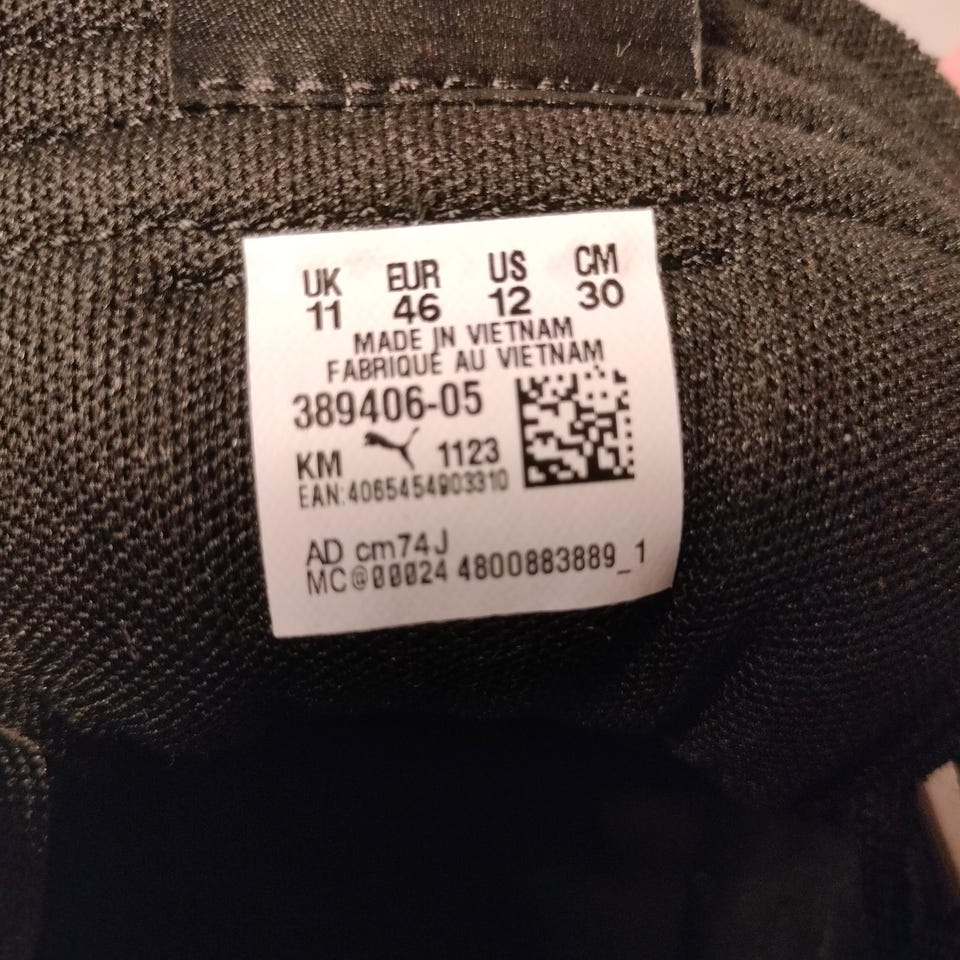 UK EUR US CM
11 46 12 30
MADE IN VIETNAM
FABRIQUÉ AU VIETNAM
389406-05
KM 1123
EAN:4065454903310
AD cm74J
MC@00024 4800883889_1